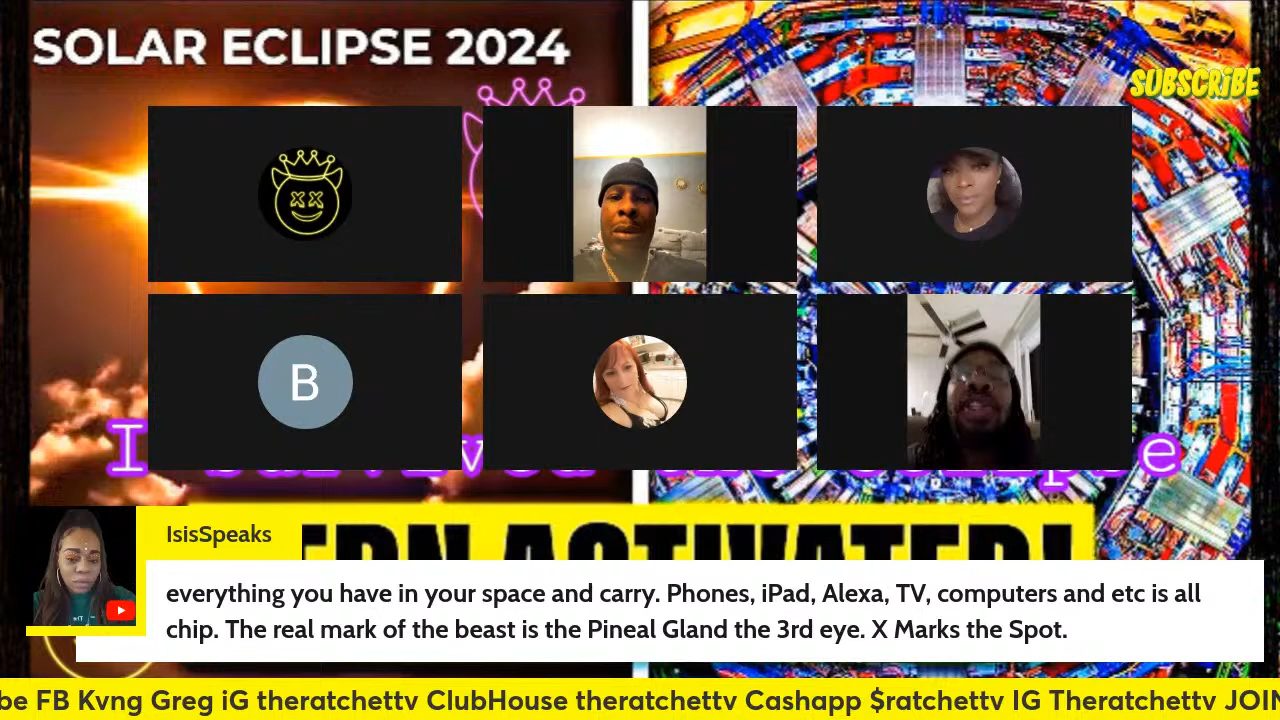 SOLAR ECLIPSE 2024
SUBSCRiBE
B
IsisSpeaks
ACTIVATED!
everything you have in your space and carry. Phones, iPad, Alexa, TV, computers and etc is all
chip. The real mark of the beast is the Pineal Gland the 3rd eye. X Marks the Spot.
be FB Kvng Greg iG theratchettv ClubHouse theratchettv Cashapp $ratchettv IG Theratchettv JOIN